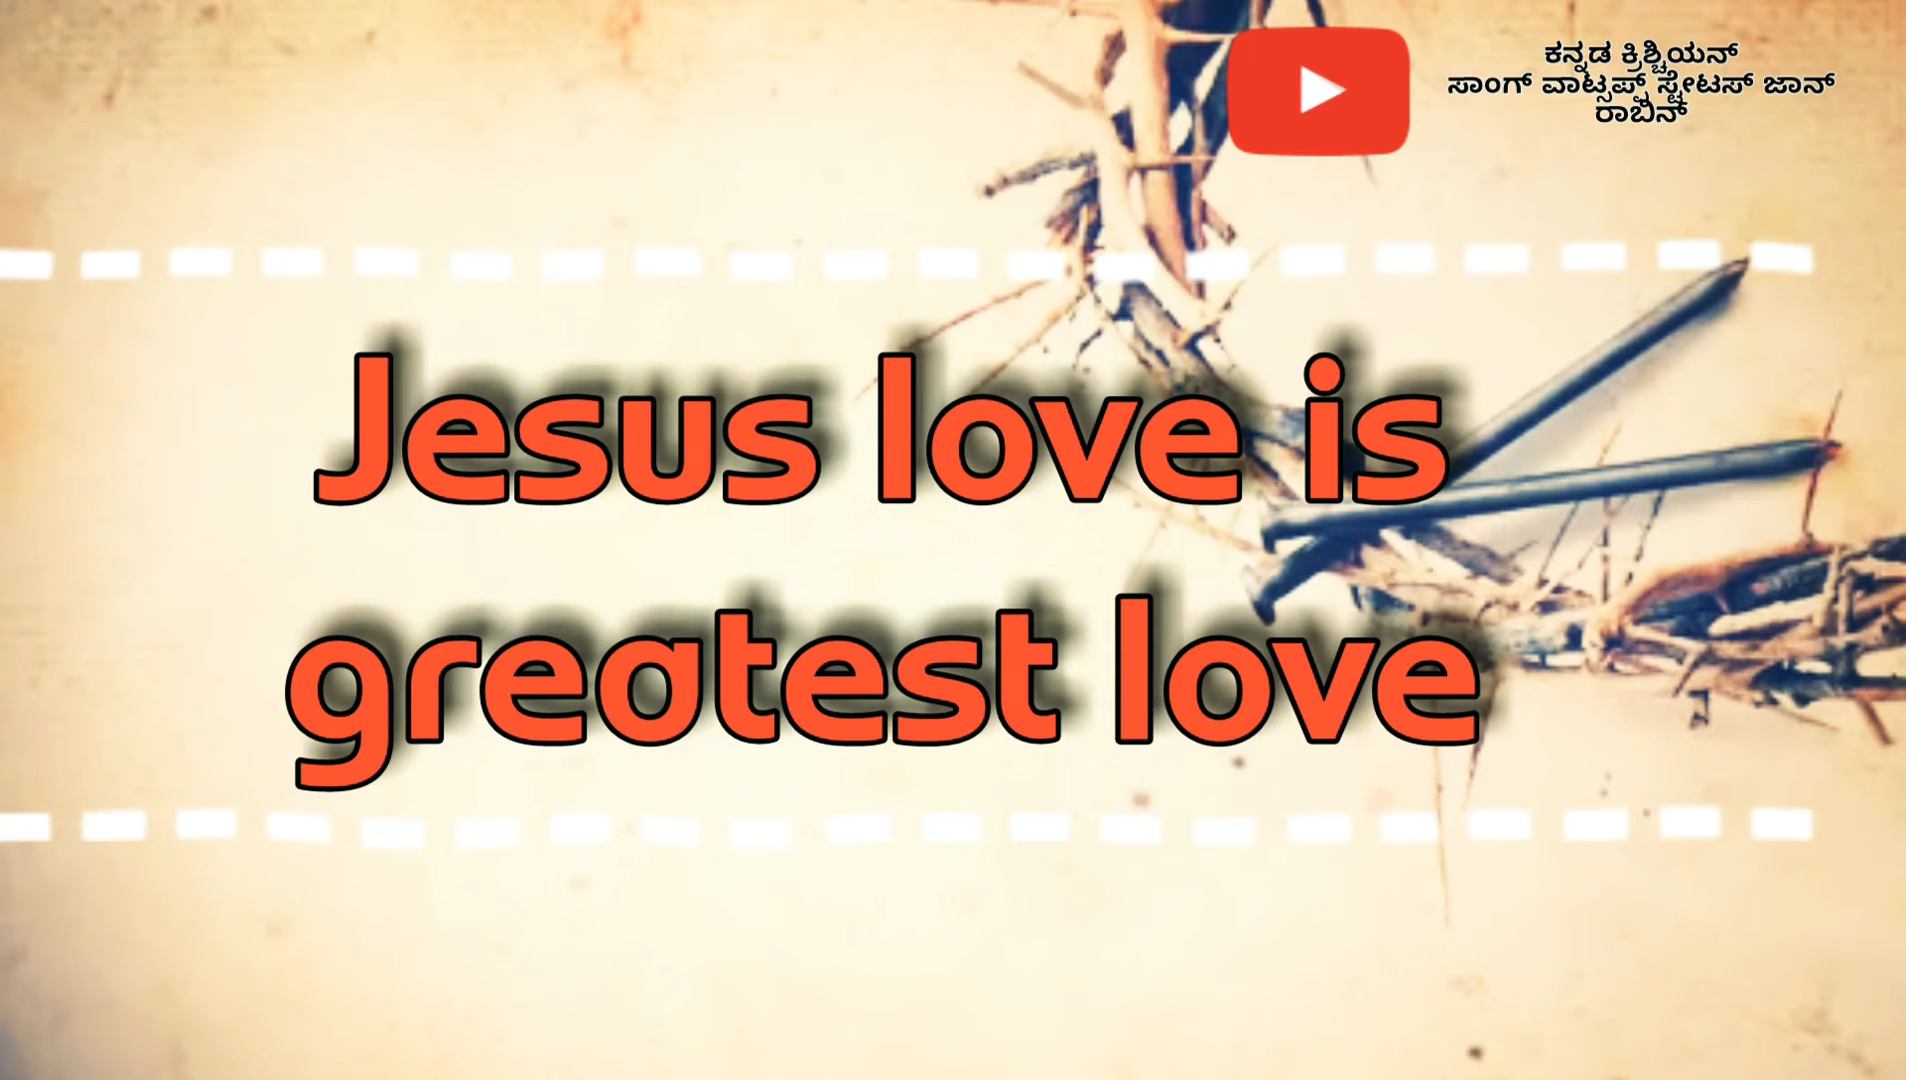 ಕನ್ನಡ ಕ್ರಿಶ್ಚಿಯನ್
ಸಾಂಗ್ ವಾಟ್ಸಪ್ಪ್ ಸ್ಟೇಟಸ್ ಜಾನ್
ರಾಬಿನ್
Jesus love is
greatest love